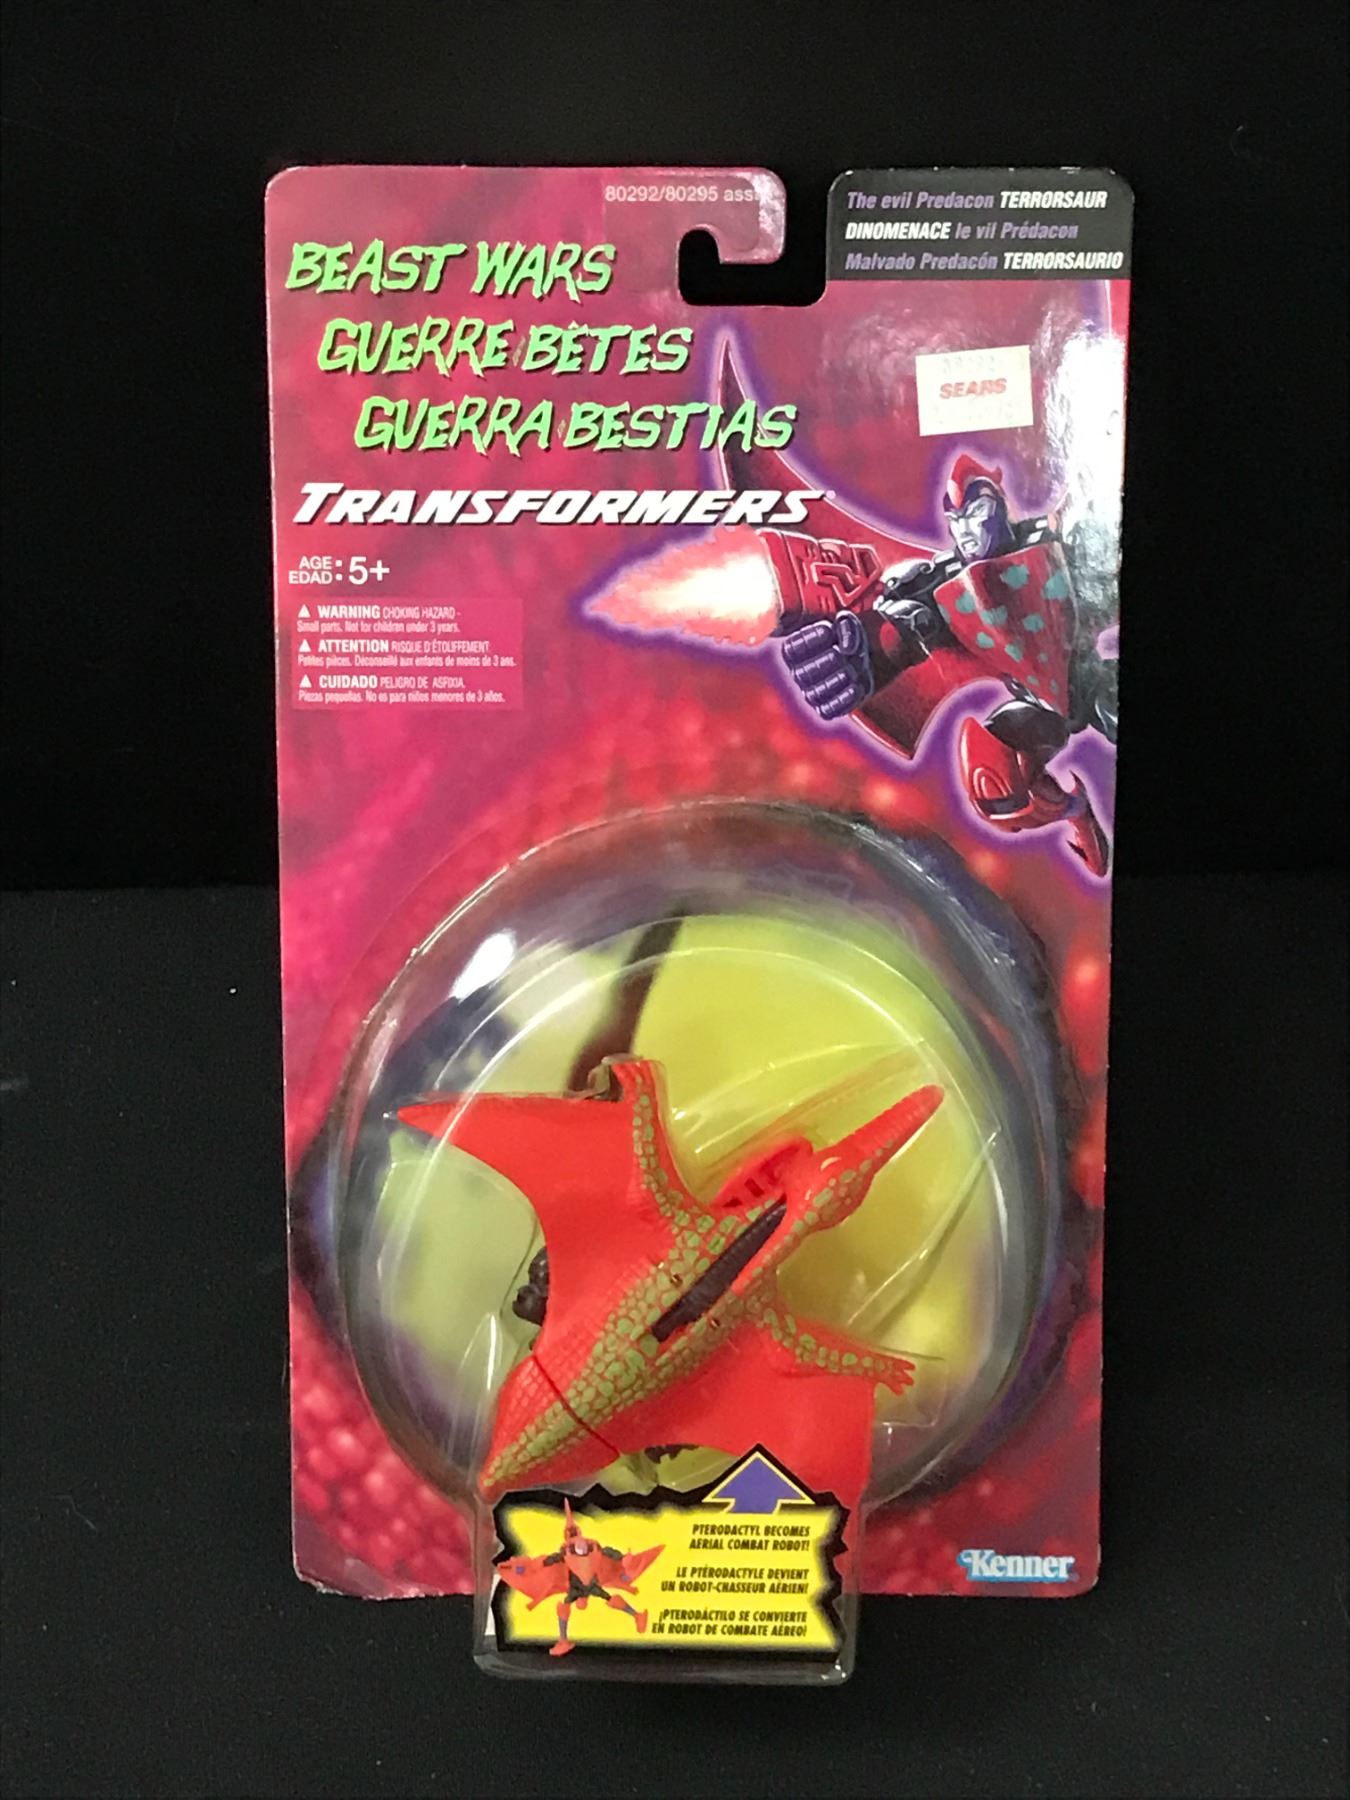 80292/80295 asst
The evil Predacon TERRORSAUR
DINOMENACE le vil Prédacon
Malvado Predacón TERRORSAURIO
BEAST WARS
GUERRE BÊTES
GUERRA BESTIAS
SEARS
TRANSFORMERS®
AGE
EDAD : 5+
WARNING CHOKING HAZARD -
Small parts. Not for children under 3 years.
ATTENTION RISQUE D'ÉTOUFFEMENT
Petites pièces. Déconseillé aux enfants de moins de 3 ans.
CUIDADO PELIGRO DE ASFIXIA.
Piezas pequeñas. No es para niños menores de 3 años.
PTERODACTYL BECOMES
AERIAL COMBAT ROBOT!
LE PTÉRODACTYLE DEVIENT
UN ROBOT-CHASSEUR AÉRIEN!
¡PTERODÁCTILO SE CONVIERTE
EN ROBOT DE COMBATE AÉREO!
Kenner